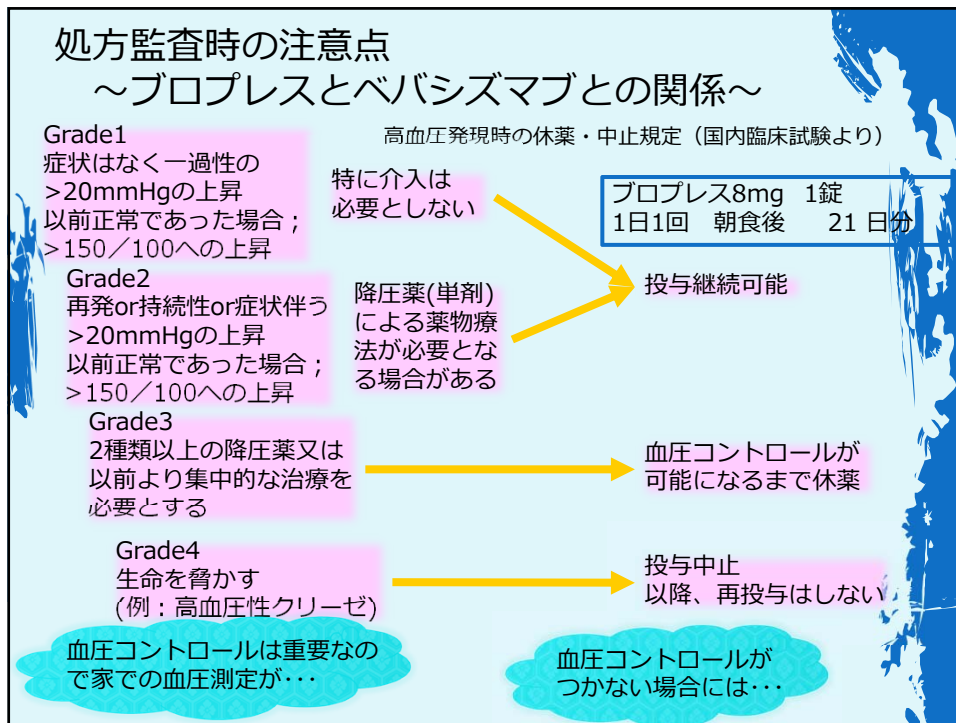 処方監査時の注意点
～ブロプレスとベバシズマブとの関係～
高血圧発現時の休薬・中止規定（国内臨床試験より）
Grade1
症状はなく一過性の
>20mmHgの上昇
以前正常であった場合；
>150／100への上昇
特に介入は
必要としない
ブロプレス8mg 1錠
1日1回 朝食後 21 日分
Grade2
再発or持続性or症状伴う
>20mmHgの上昇
以前正常であった場合；
>150／100への上昇
降圧薬(単剤)
による薬物療
法が必要とな
る場合がある
投与継続可能
Grade3
2種類以上の降圧薬又は
以前より集中的な治療を
必要とする
血圧コントロールが
可能になるまで休薬
Grade4
生命を脅かす
(例：高血圧性クリーゼ)
投与中止
以降、再投与はしない
血圧コントロールは重要なの
で家での血圧測定が･･･
血圧コントロールが
つかない場合には･･･